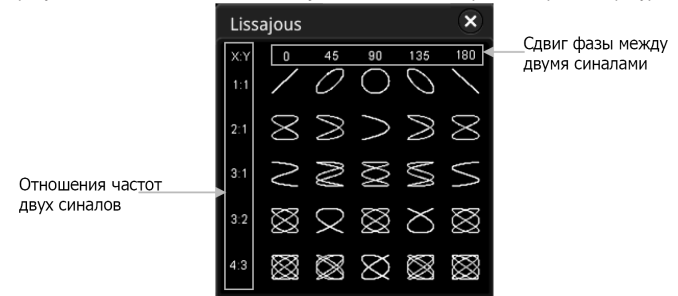 Lissajous
X:Y 0 45 90 135 180
Сдвиг фазы между
двумя синалами
1:1
2:1
3:1
Отношения частот
двух синалов
3:2
4:3